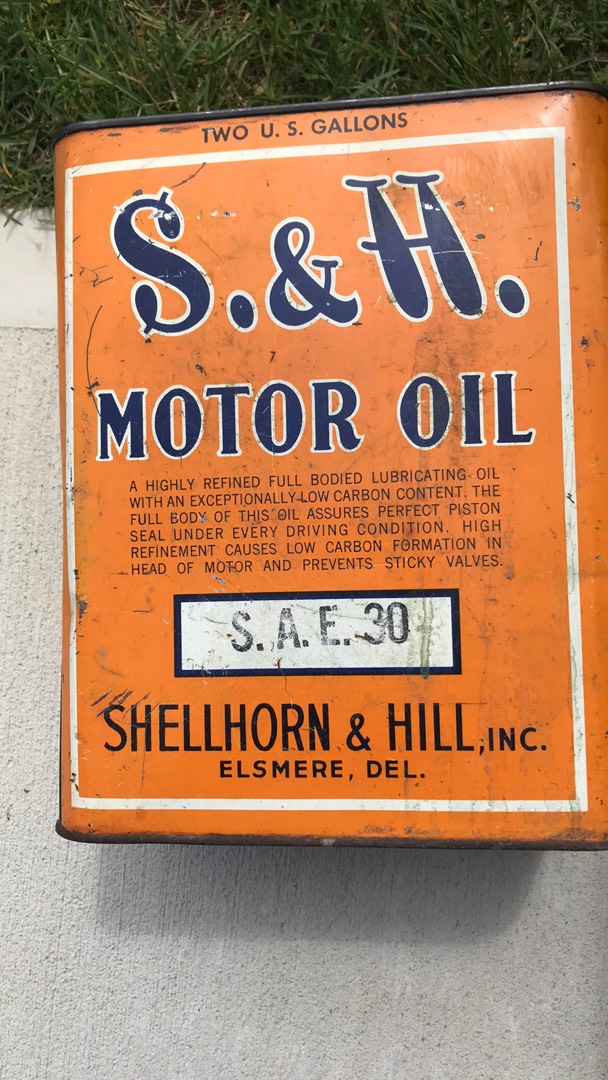 TWO U. S. GALLONS
S. & H.
MOTOR OIL
A HIGHLY REFINED FULL BODIED LUBRICATING OIL
WITH AN EXCEPTIONALLY LOW CARBON CONTENT. THE
FULL BODY OF THIS OIL ASSURES PERFECT PISTON
SEAL UNDER EVERY DRIVING CONDITION. HIGH
REFINEMENT CAUSES LOW CARBON FORMATION IN
HEAD OF MOTOR AND PREVENTS STICKY VALVES.
S. A. E. 30
SHELLHORN & HILL, INC.
ELSMERE, DEL.